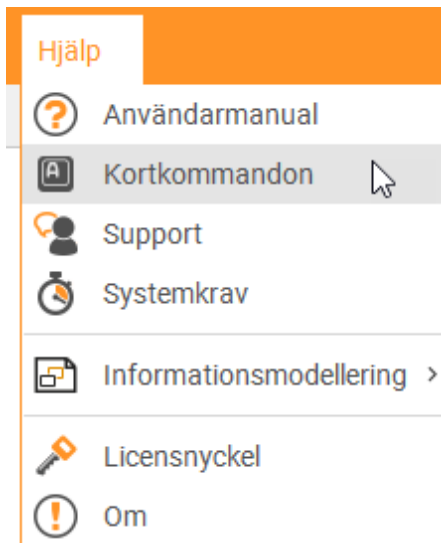 Hjälp
Användarmanual
Kortkommandon
Support
Systemkrav
Informationsmodellering
Licensnyckel
Om